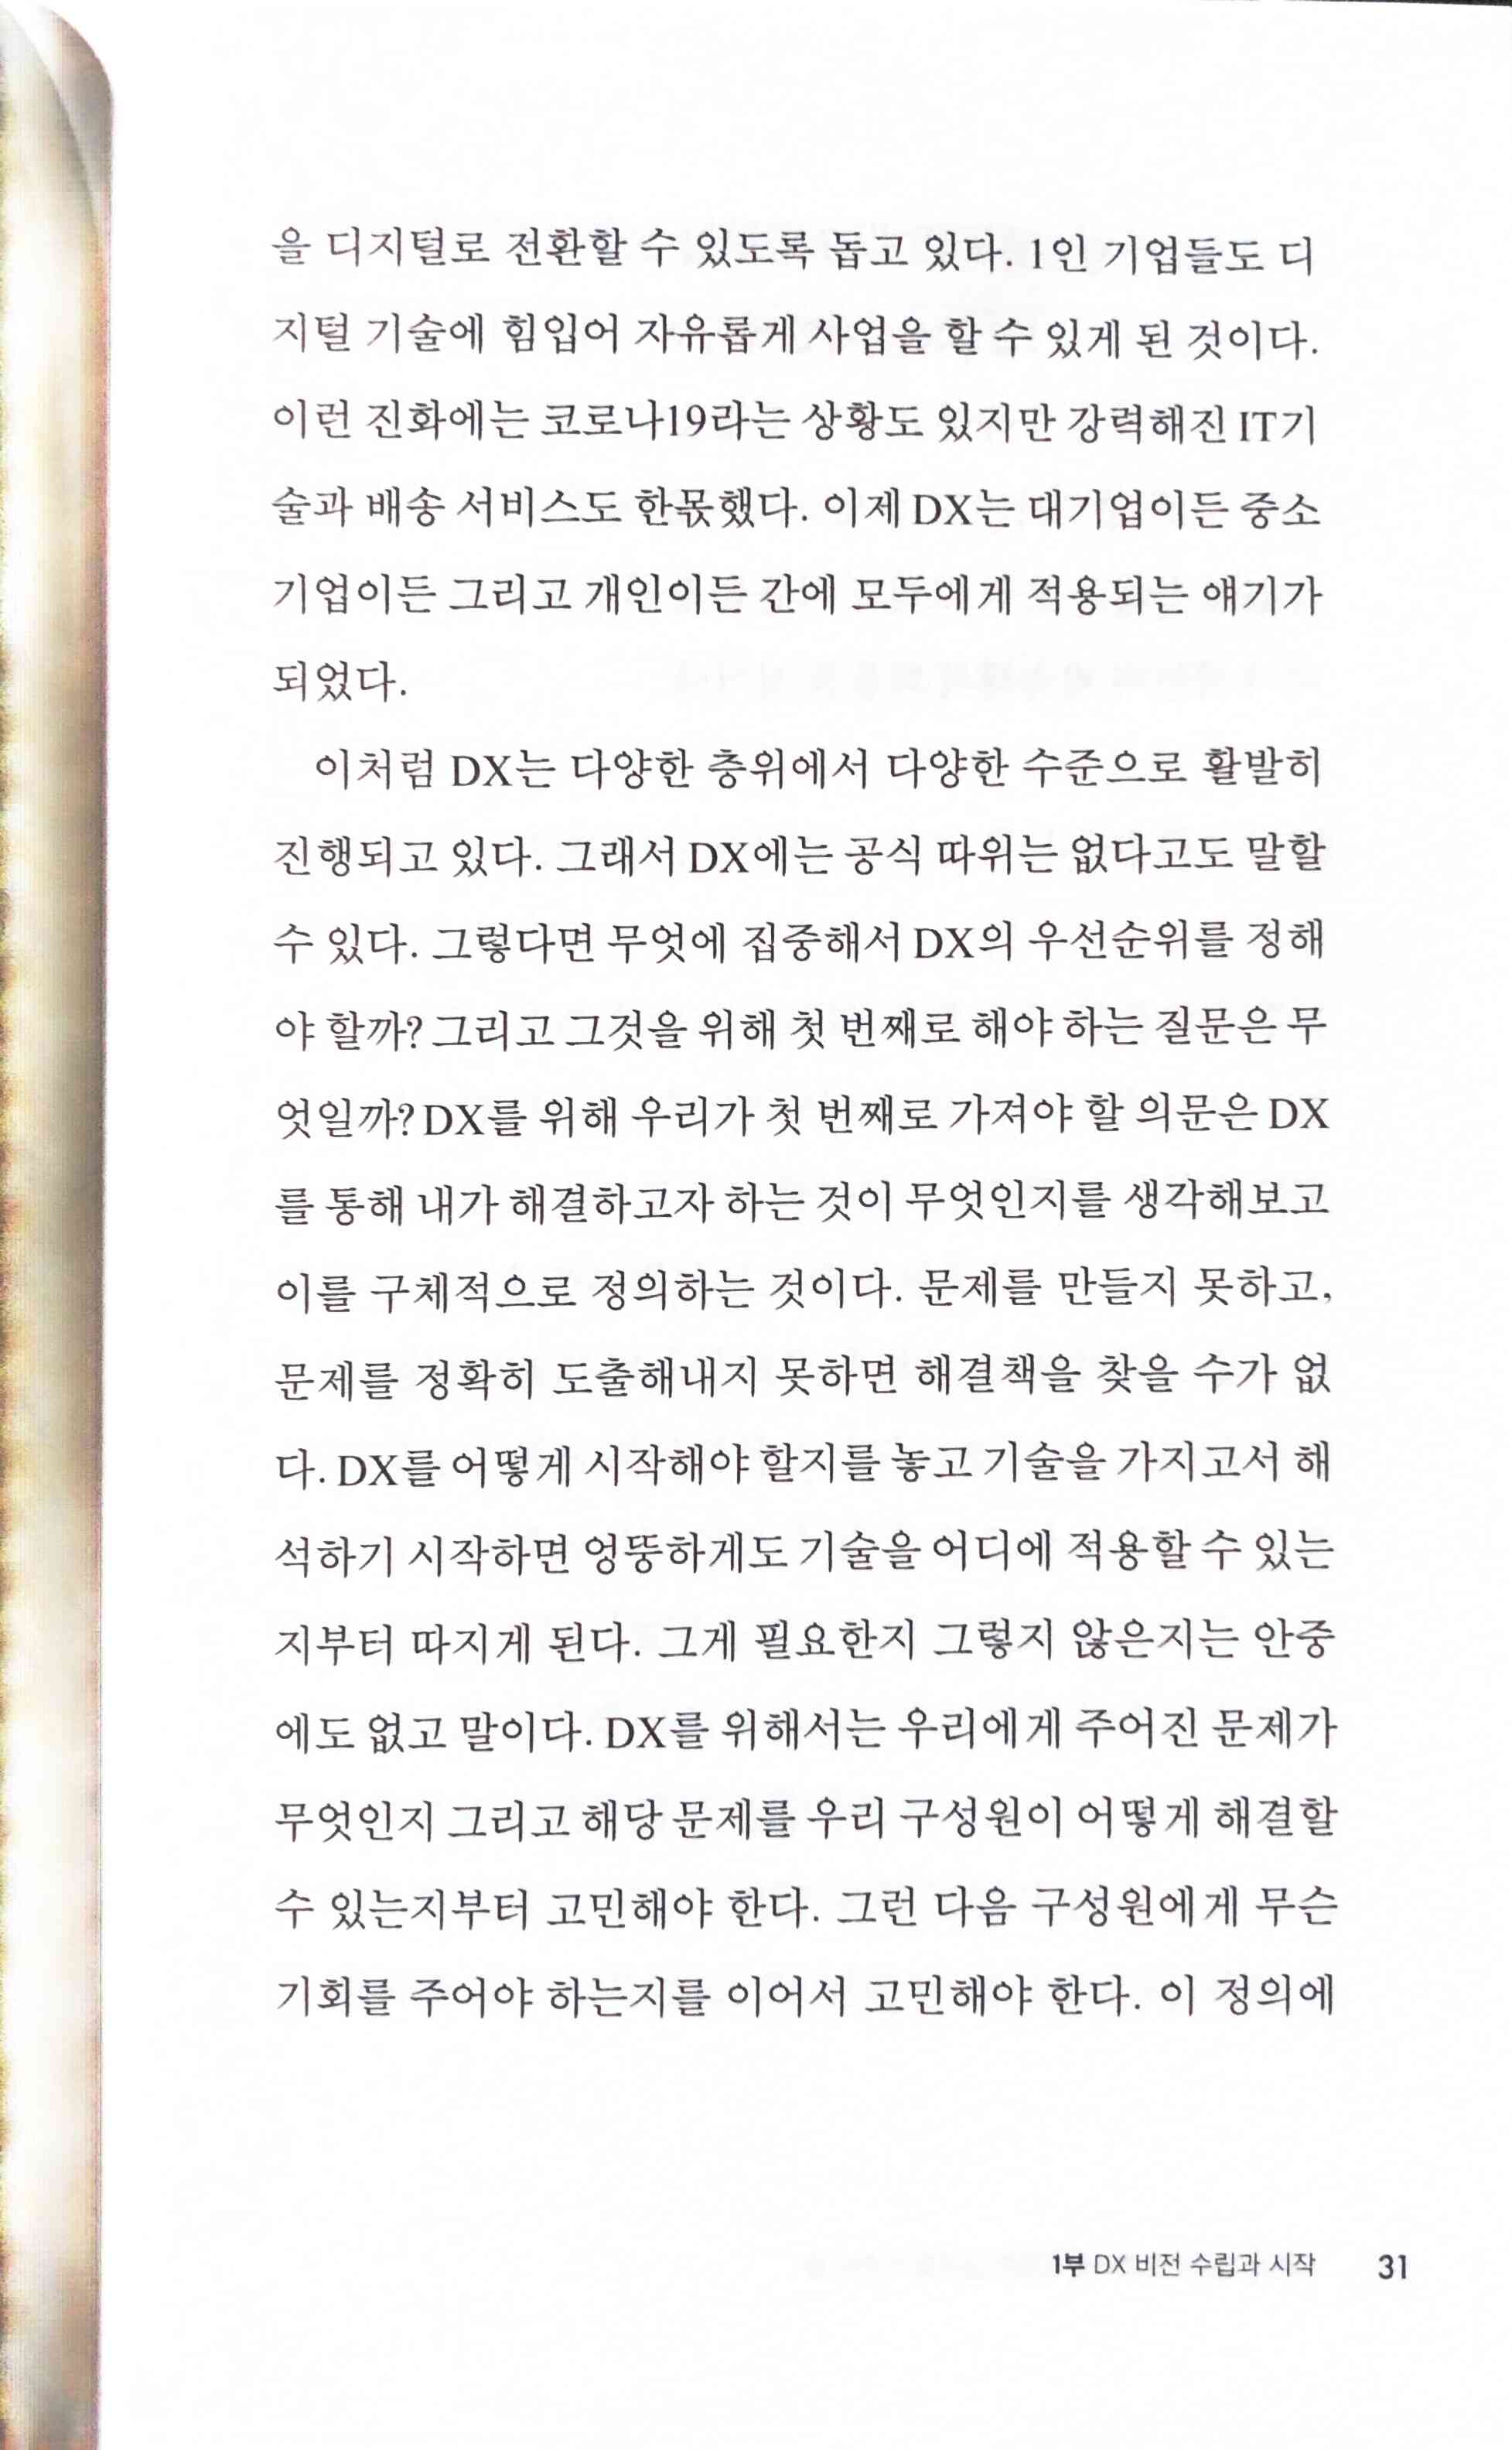 을 디지털로 전환할 수 있도록 돕고 있다. 1인 기업들도 디
지털 기술에 힘입어 자유롭게 사업을 할 수 있게 된 것이다.
이런 진화에는 코로나19라는 상황도 있지만 강력해진 IT기
술과 배송 서비스도 한몫했다. 이제 DX는 대기업이든 중소
기업이든 그리고 개인이든 간에 모두에게 적용되는 얘기가
되었다.
이처럼 DX는 다양한 층위에서 다양한 수준으로 활발히
진행되고 있다. 그래서 DX에는 공식 따위는 없다고도 말할
수 있다. 그렇다면 무엇에 집중해서 DX의 우선순위를 정해
야 할까? 그리고 그것을 위해 첫 번째로 해야 하는 질문은 무
엇일까? DX를 위해 우리가 첫 번째로 가져야 할 의문은 DX
를 통해 내가 해결하고자 하는 것이 무엇인지를 생각해보고
이를 구체적으로 정의하는 것이다. 문제를 만들지 못하고,
문제를 정확히 도출해내지 못하면 해결책을 찾을 수가 없
다. DX를 어떻게 시작해야 할지를 놓고 기술을 가지고서 해
석하기 시작하면 엉뚱하게도 기술을 어디에 적용할 수 있는
지부터 따지게 된다. 그게 필요한지 그렇지 않은지는 안중
에도 없고 말이다. DX를 위해서는 우리에게 주어진 문제가
무엇인지 그리고 해당 문제를 우리 구성원이 어떻게 해결할
수 있는지부터 고민해야 한다. 그런 다음 구성원에게 무슨
기회를 주어야 하는지를 이어서 고민해야 한다. 이 정의에
1부 DX 비전 수립과 시작 31